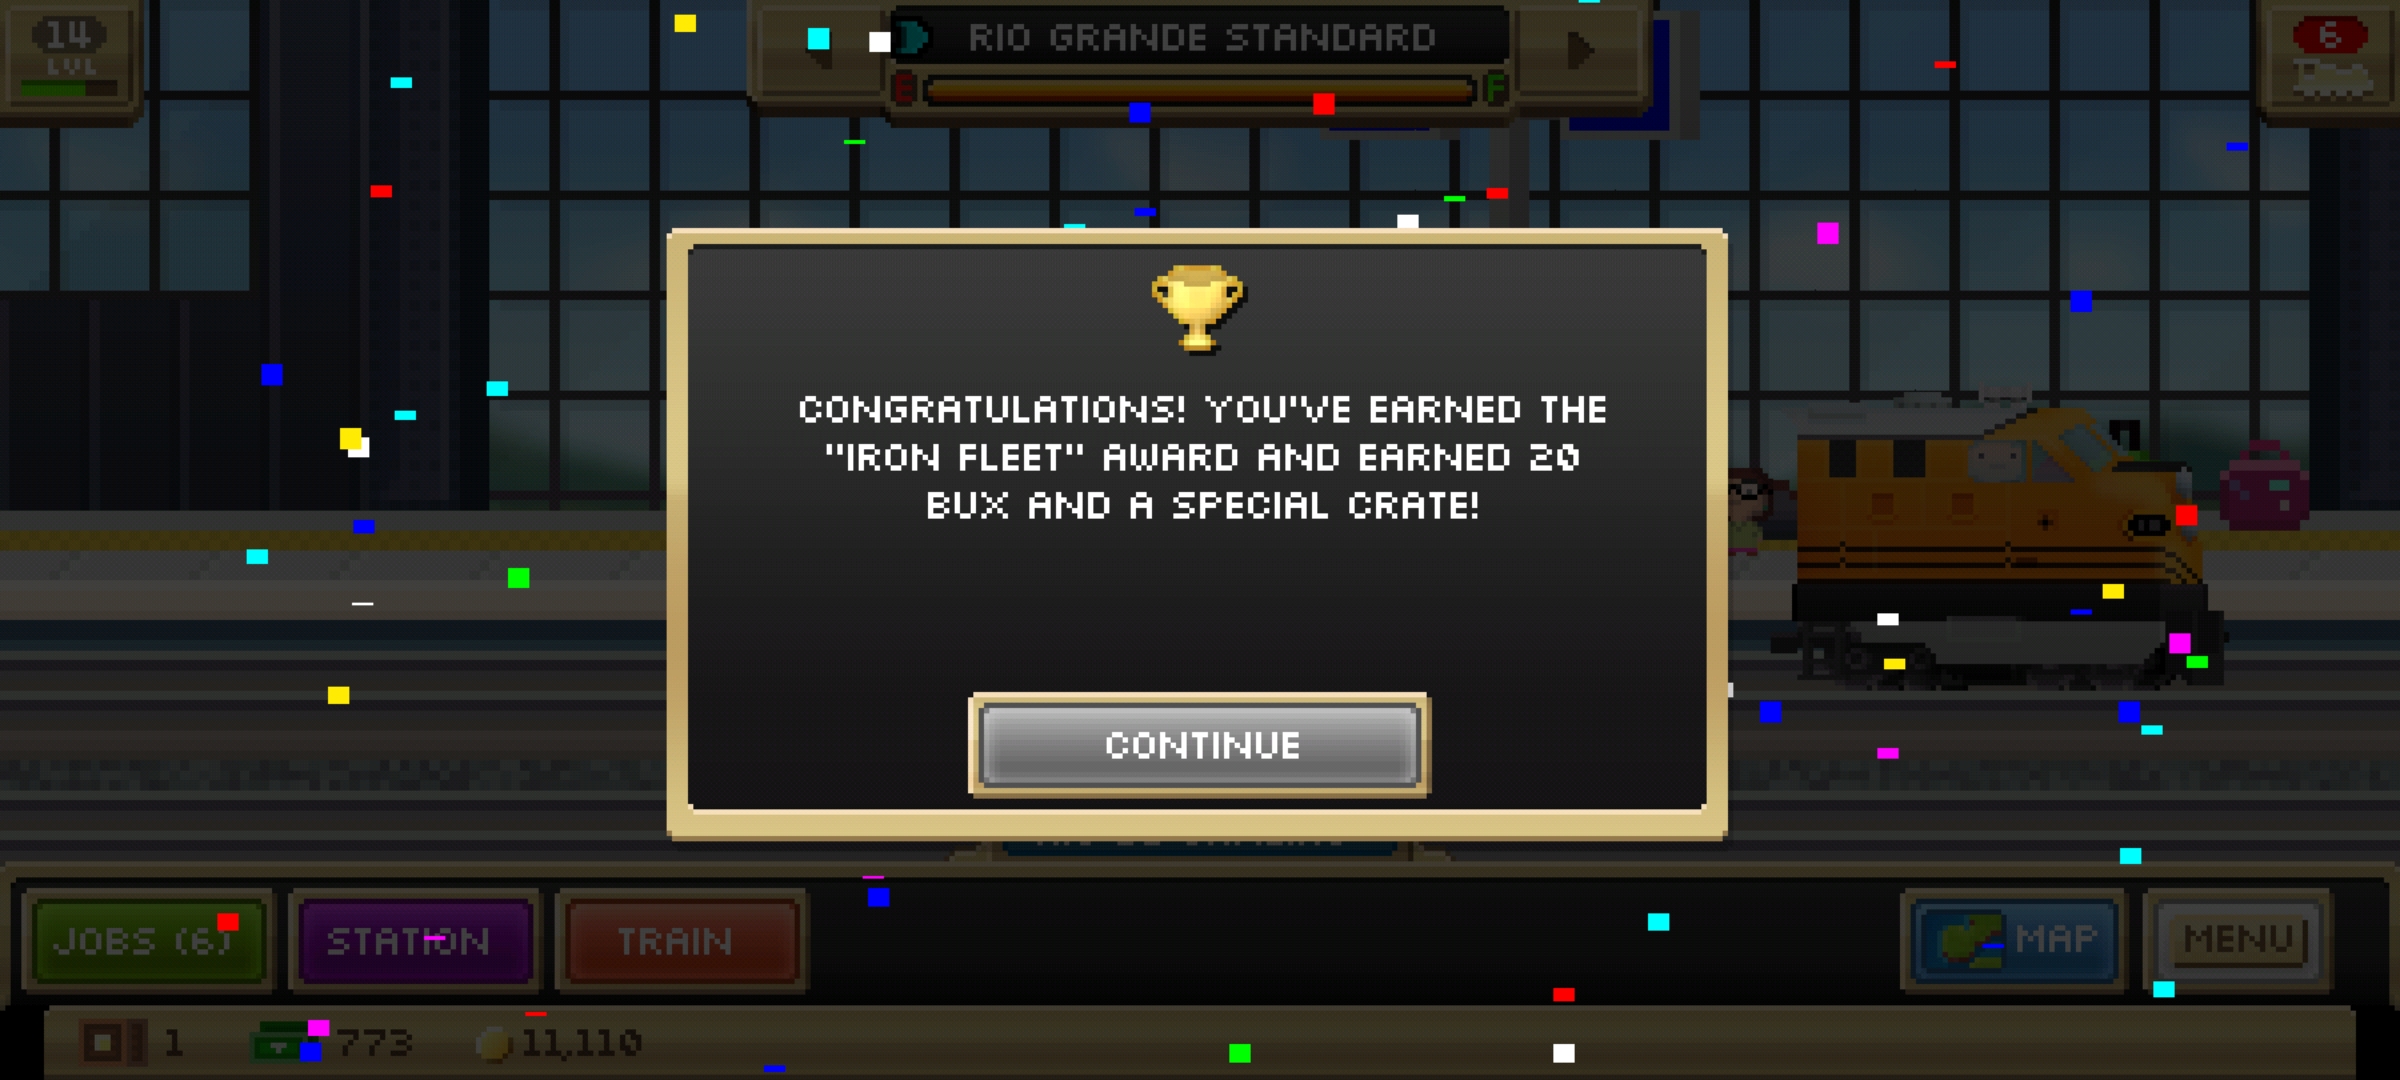 14
LVL
RIO GRANDE STANDARD
E
F
6
CONGRATULATIONS! YOU'VE EARNED THE
"IRON FLEET" AWARD AND EARNED 20
BUX AND A SPECIAL CRATE!
CONTINUE
JOBS (6)
STATION
TRAIN
MAP
MENU
1
773
11,110